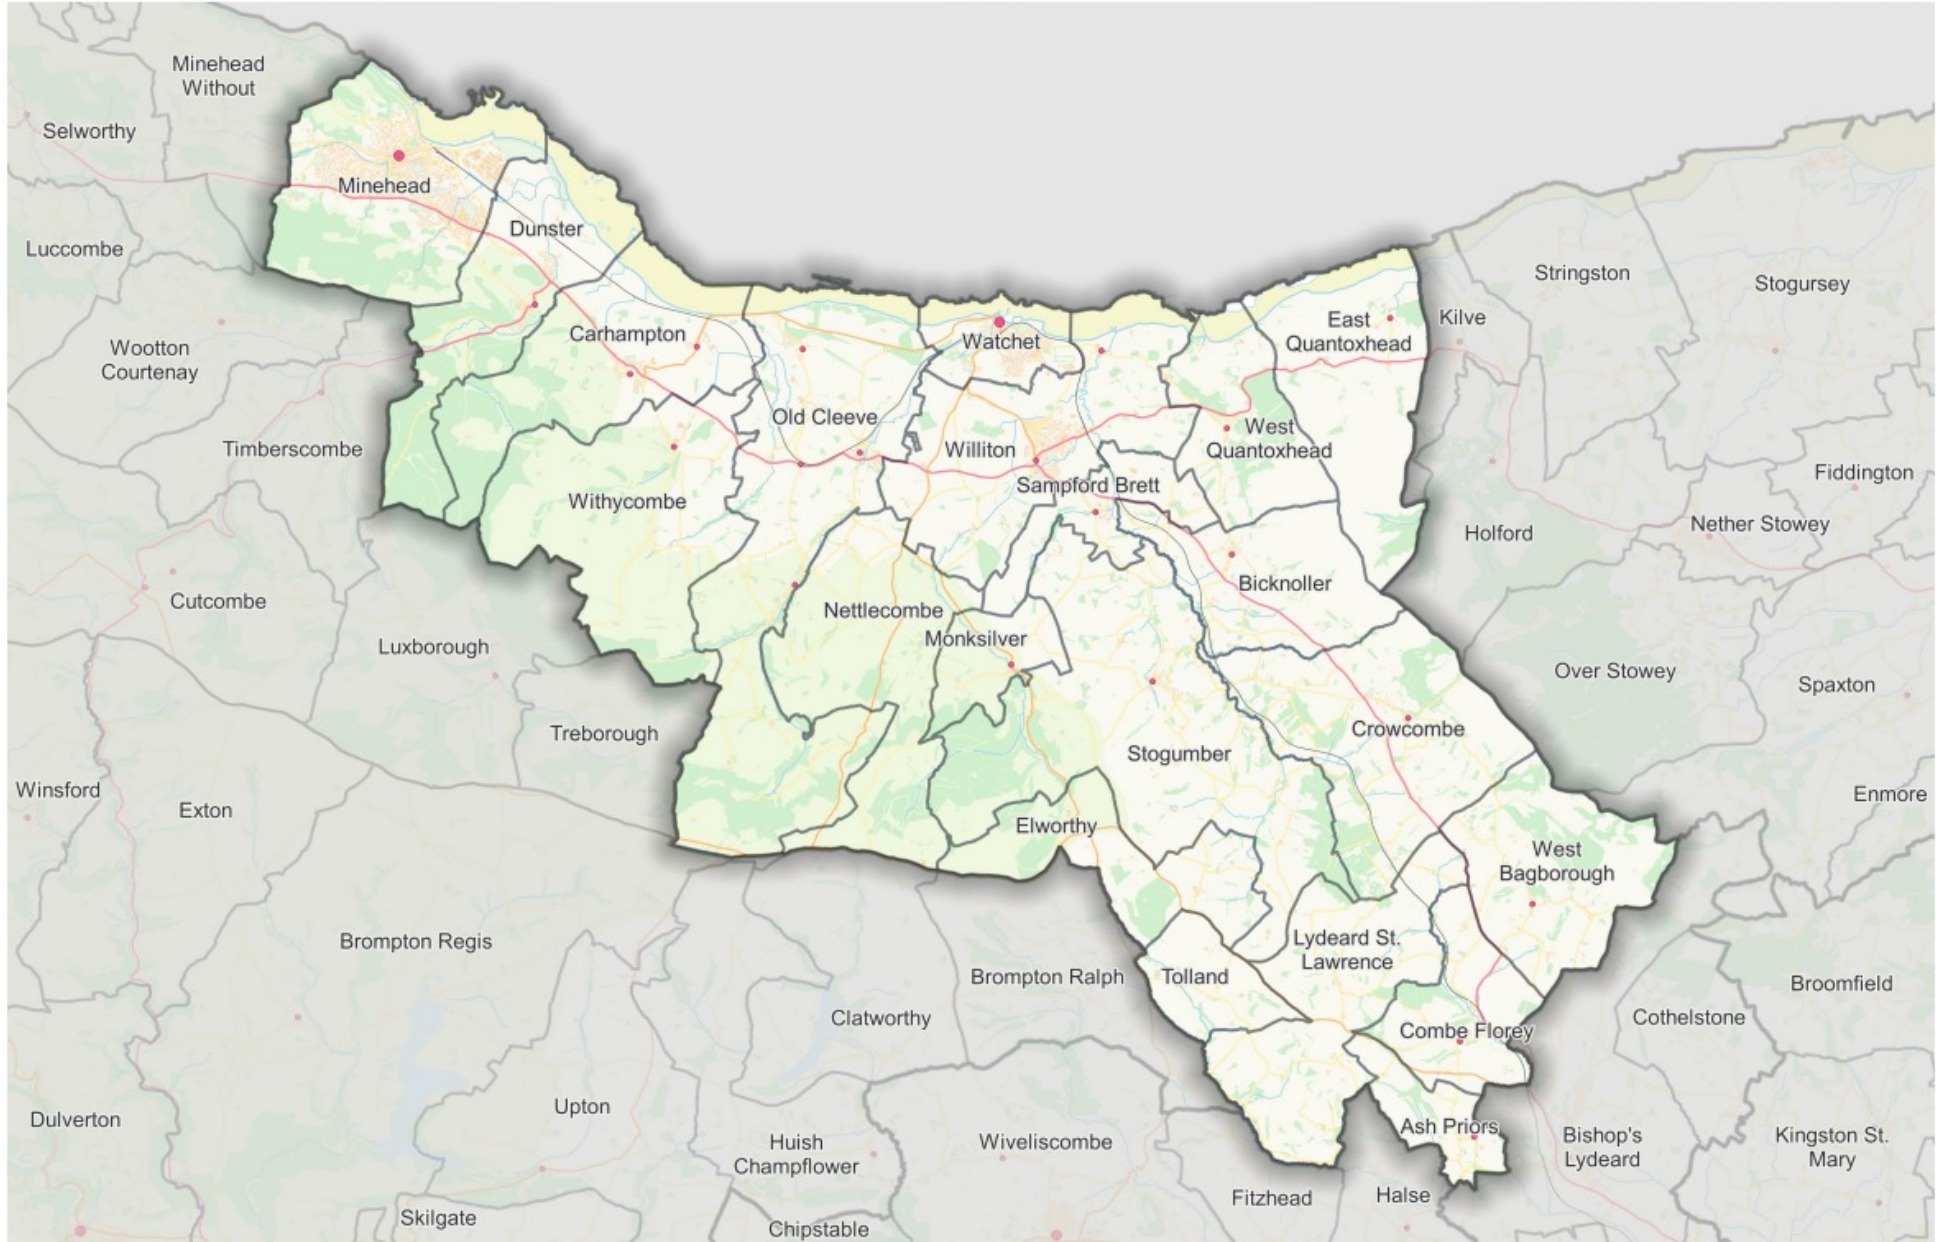 Minehead
Without
Selworthy
Minehead
Luccombe
Dunster
Stringston
Stogursey
Kilve
East
Quantoxhead
Carhampton
Watchet
Wootton
Courtenay
Old Cleeve
Williton
West
Quantoxhead
Timberscombe
Fiddington
Sampford Brett
Withycombe
Nether Stowey
Holford
Bicknoller
Cutcombe
Nettlecombe
Monksilver
Luxborough
Over Stowey
Spaxton
Treborough
Crowcombe
Stogumber
Winsford
Exton
Enmore
Elworthy
West
Bagborough
Brompton Regis
Lydeard St.
Lawrence
Brompton Ralph
Tolland
Broomfield
Clatworthy
Cothelstone
Combe Florey
Upton
Dulverton
Ash Priors
Huish
Champflower
Wiveliscombe
Bishop's
Lydeard
Kingston St.
Mary
Fitzhead
Halse
Skilgate
Chipstable